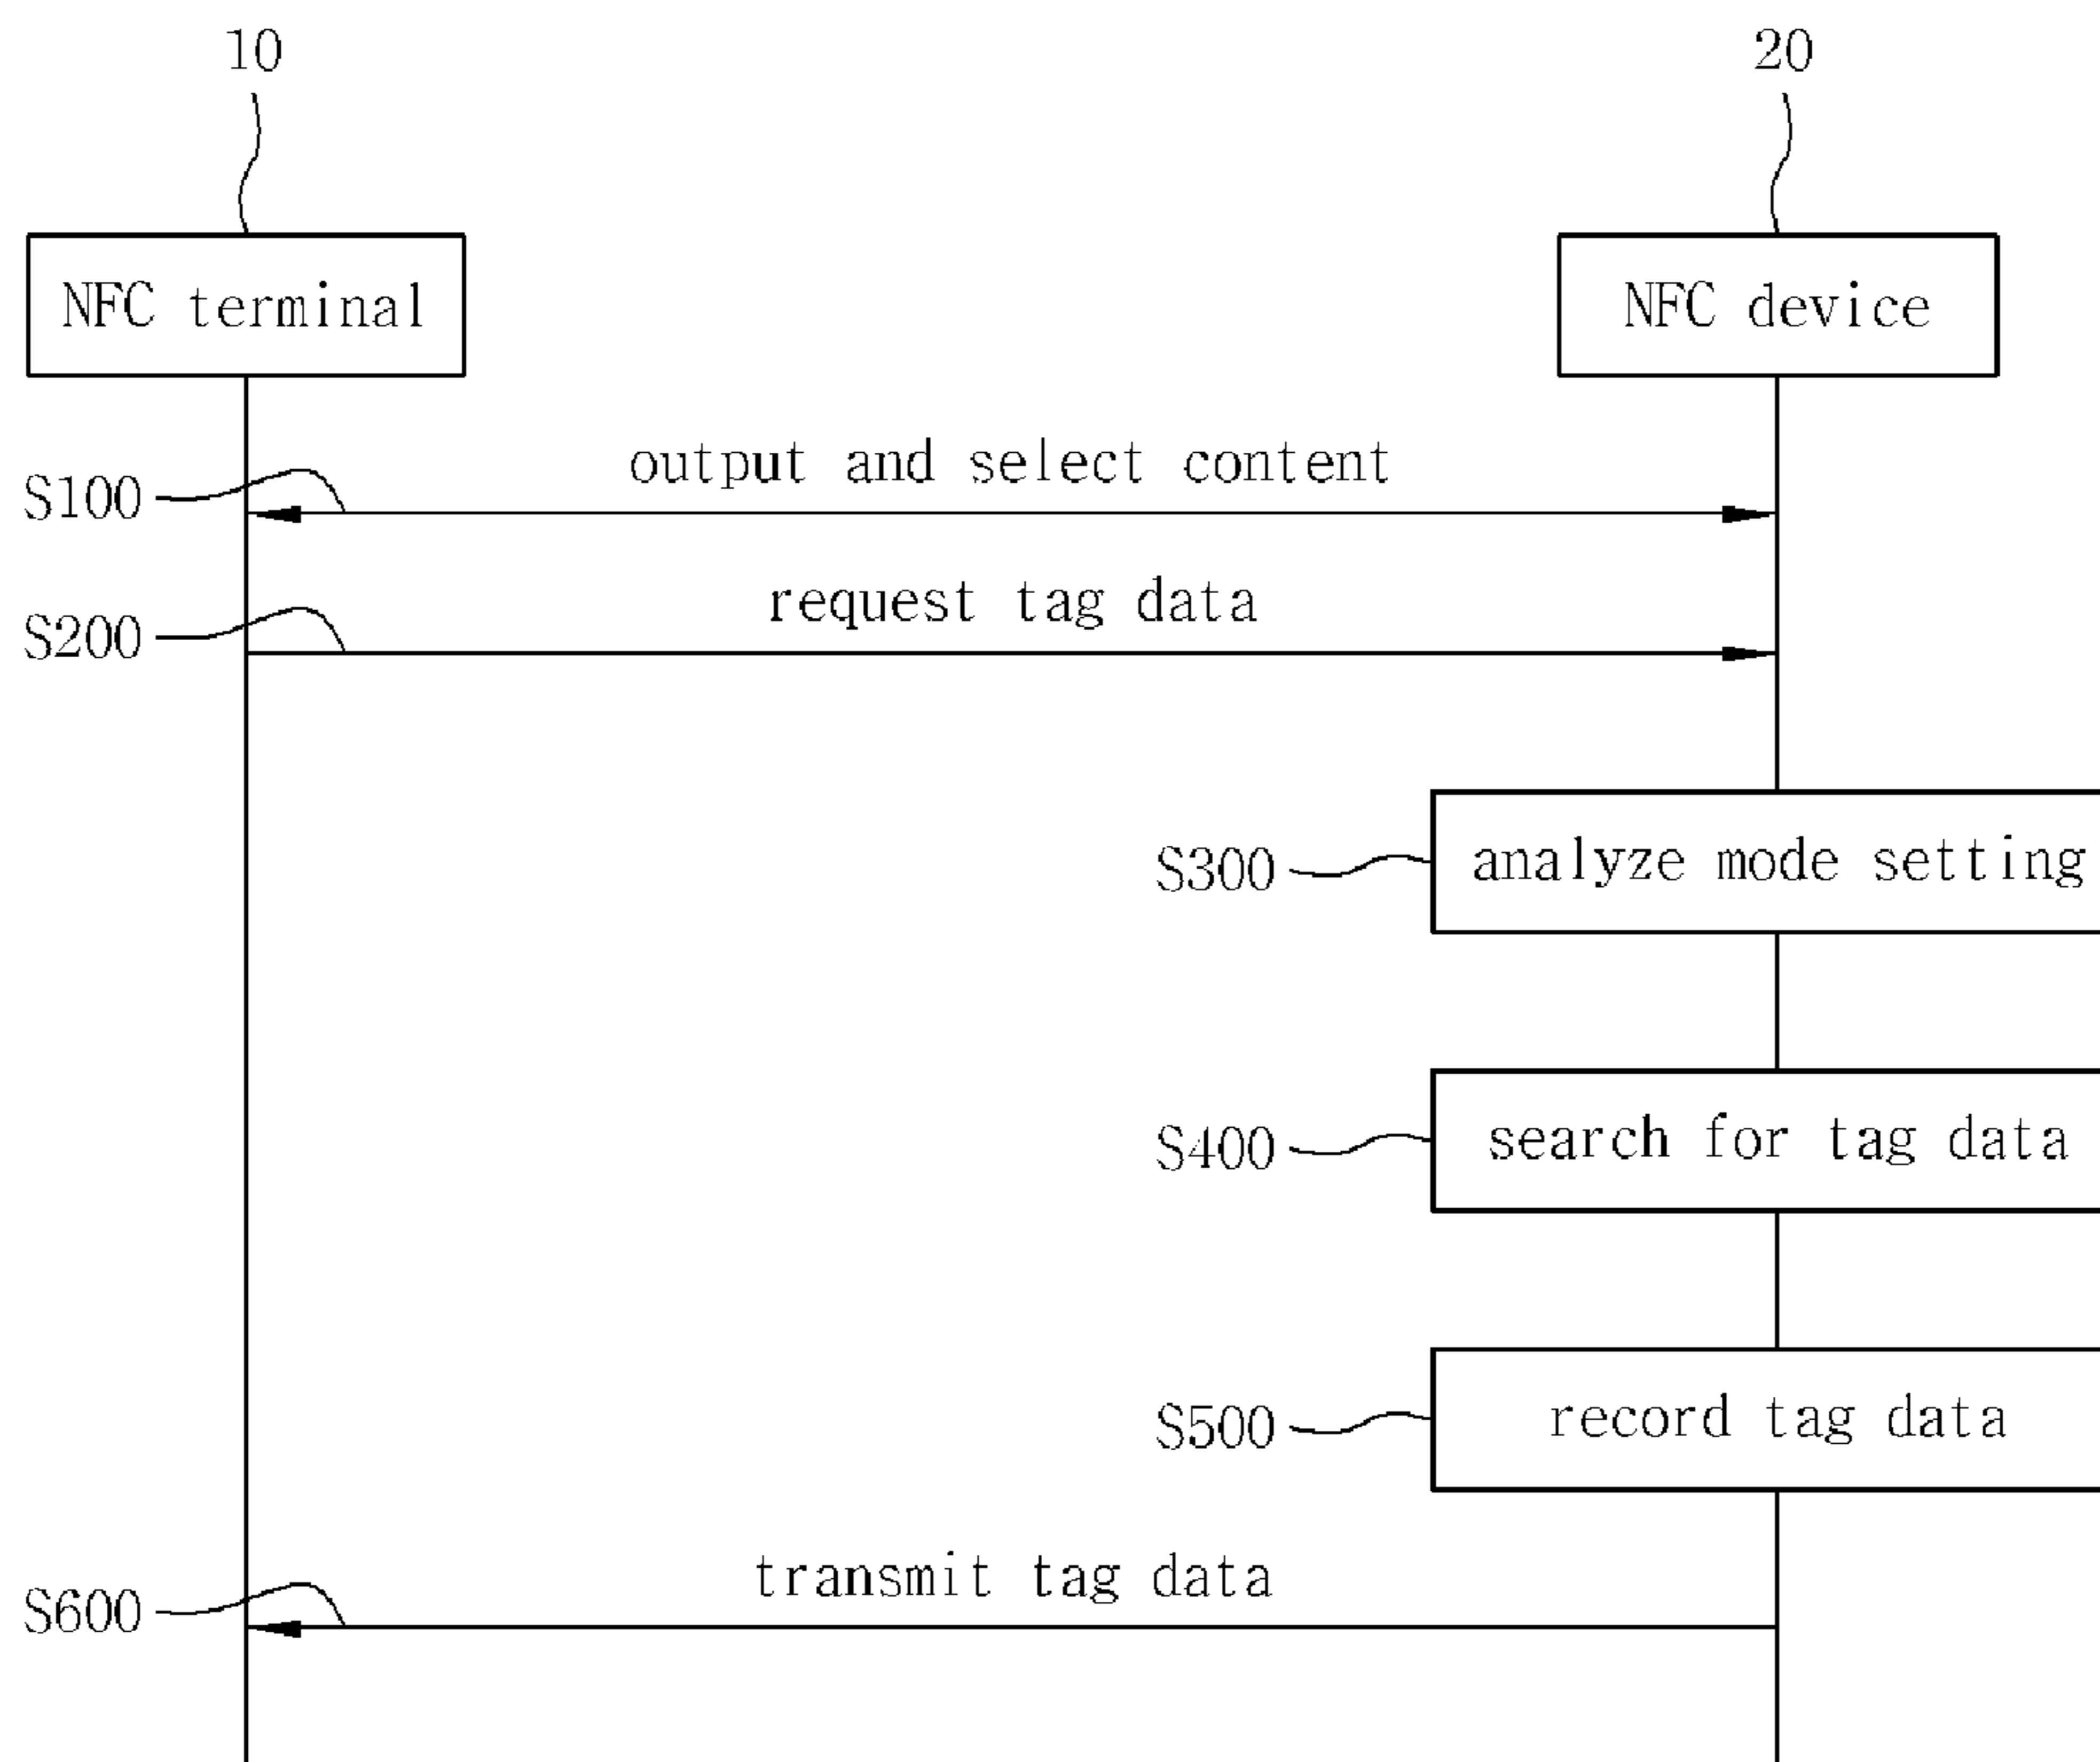 10
20
NFC terminal
NFC device
output and select content
S100
request tag data
S200
analyze mode setting
S300
search for tag data
S400
record tag data
S500
transmit tag data
S600